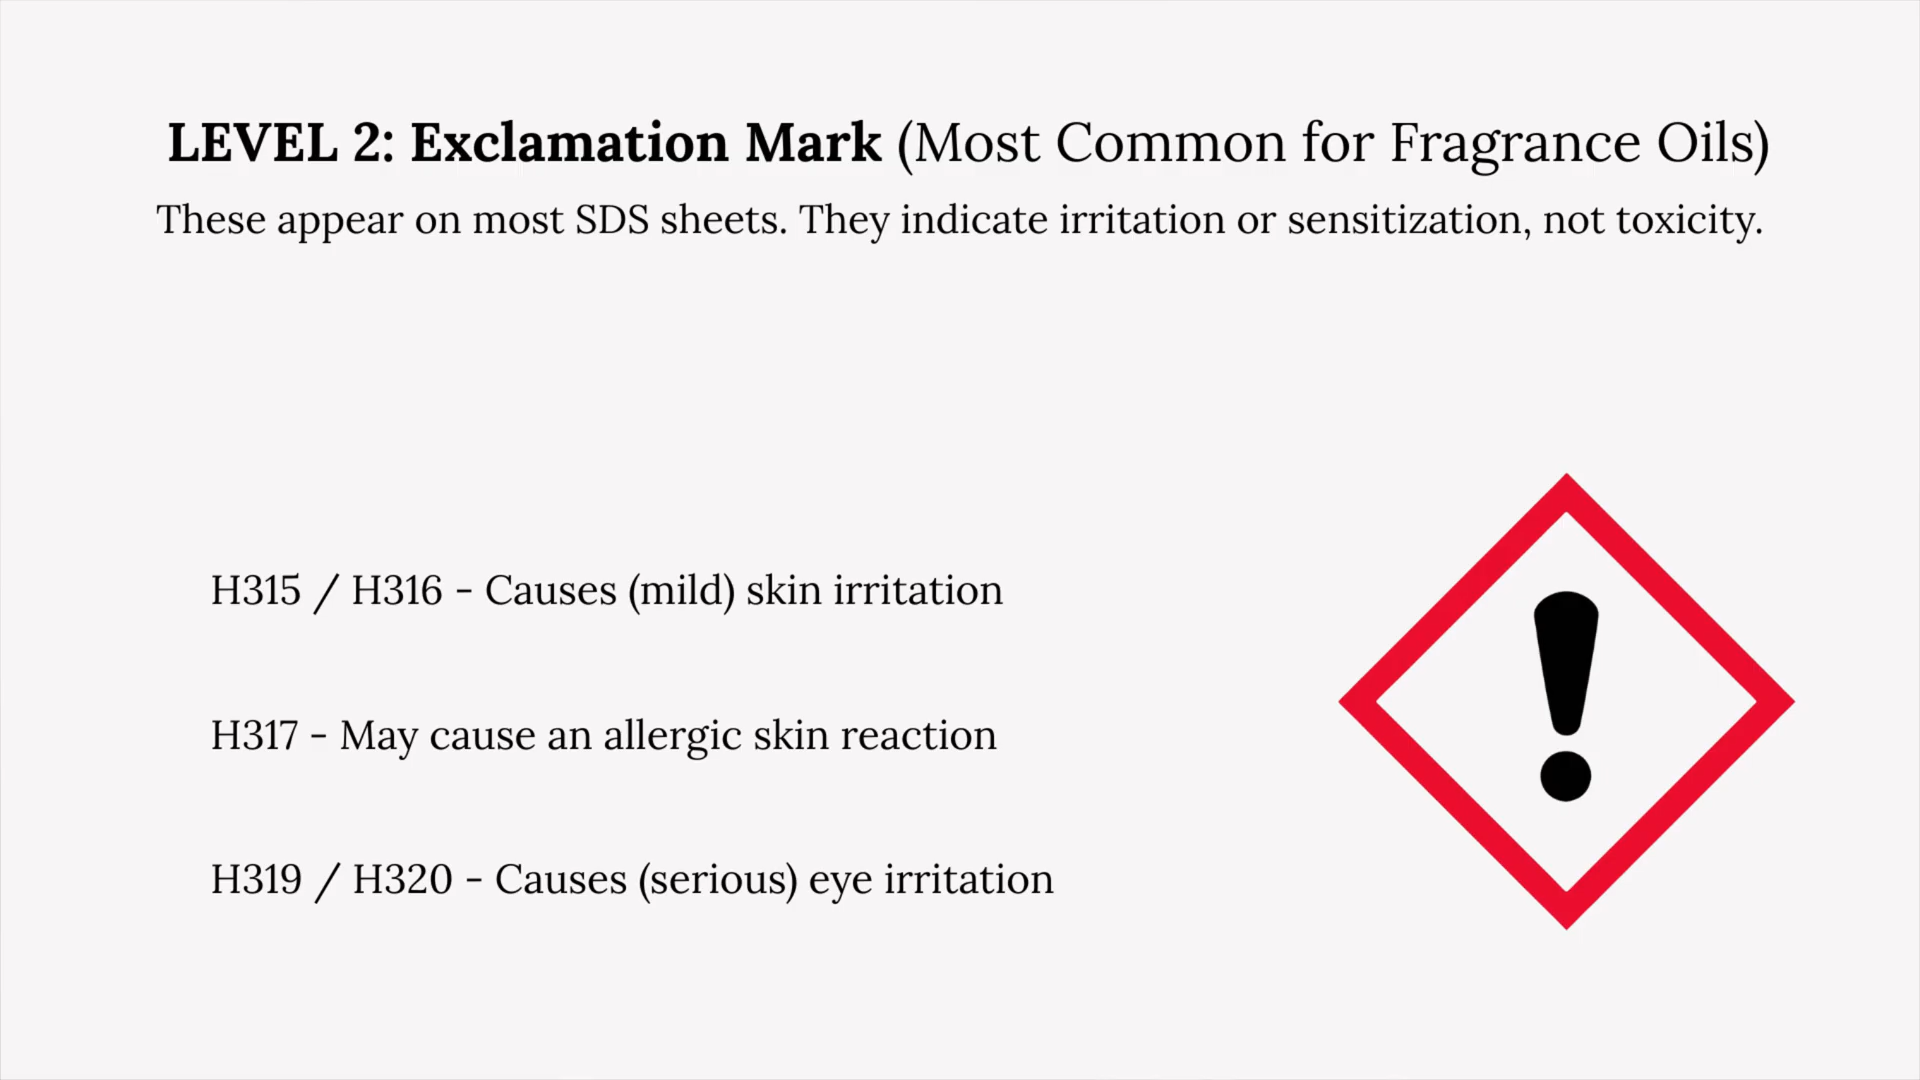 LEVEL 2: Exclamation Mark (Most Common for Fragrance Oils)
These appear on most SDS sheets. They indicate irritation or sensitization, not toxicity.
H315 / H316 - Causes (mild) skin irritation
H317 - May cause an allergic skin reaction
H319 / H320 - Causes (serious) eye irritation